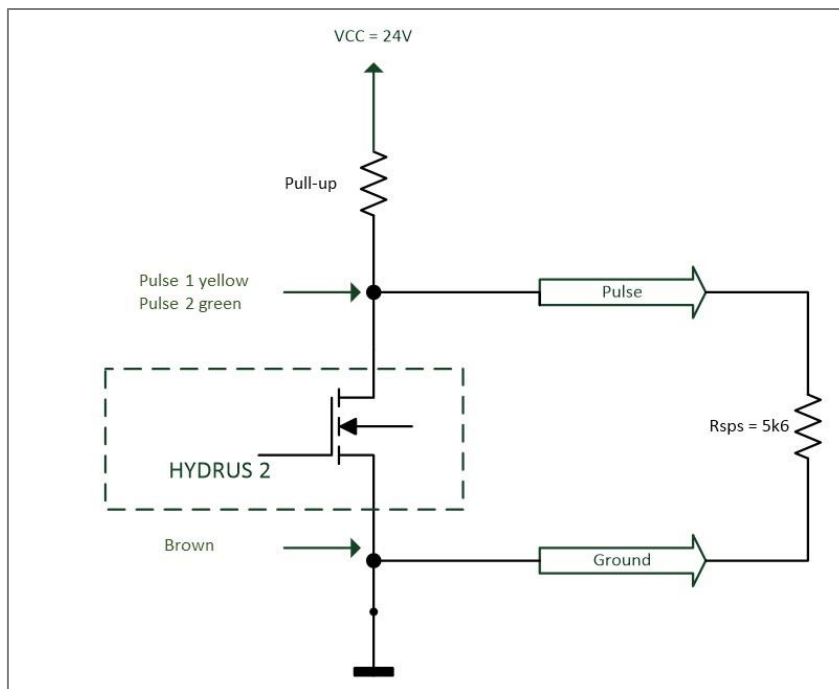 VCC = 24V
Pull-up
Pulse 1 yellow
Pulse 2 green
Pulse
Rsps = 5k6
HYDRUS 2
Brown
Ground